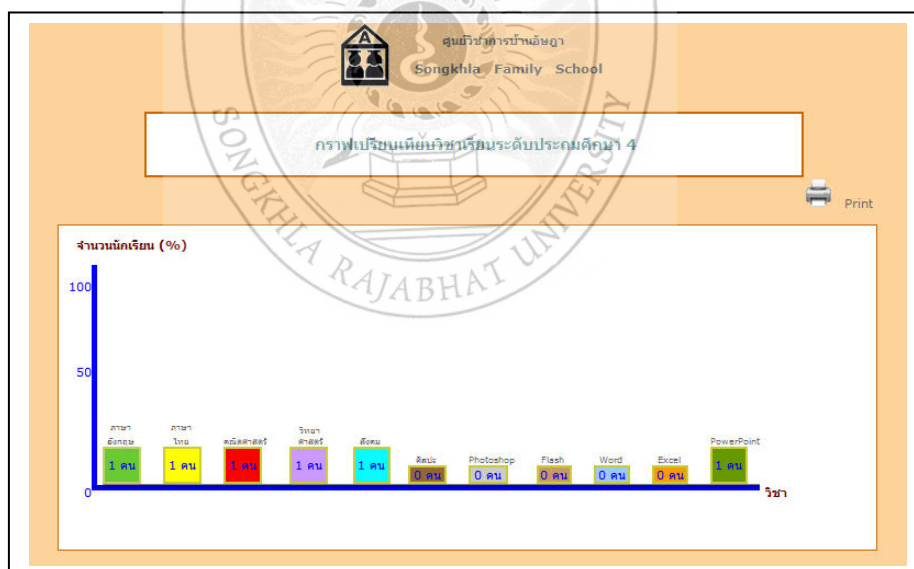 A
ศูนย์วิชาการบ้านอัษฎา
Songkhla Family School
กราฟเปรียบเทียบวิชาเรียนระดับประถมศึกษา 4
Print
จำนวนนักเรียน (%)
100
50
0
ภาษา
อังกฤษ
1 คน
ภาษา
ไทย
1 คน
คณิตศาสตร์
1 คน
วิทยา
ศาสตร์
1 คน
สังคม
1 คน
ศิลปะ
0 คน
Photoshop
0 คน
Flash
0 คน
Word
0 คน
Excel
0 คน
PowerPoint
1 คน
วิชา
SONGKHLA RAJABHAT UNIVERSITY